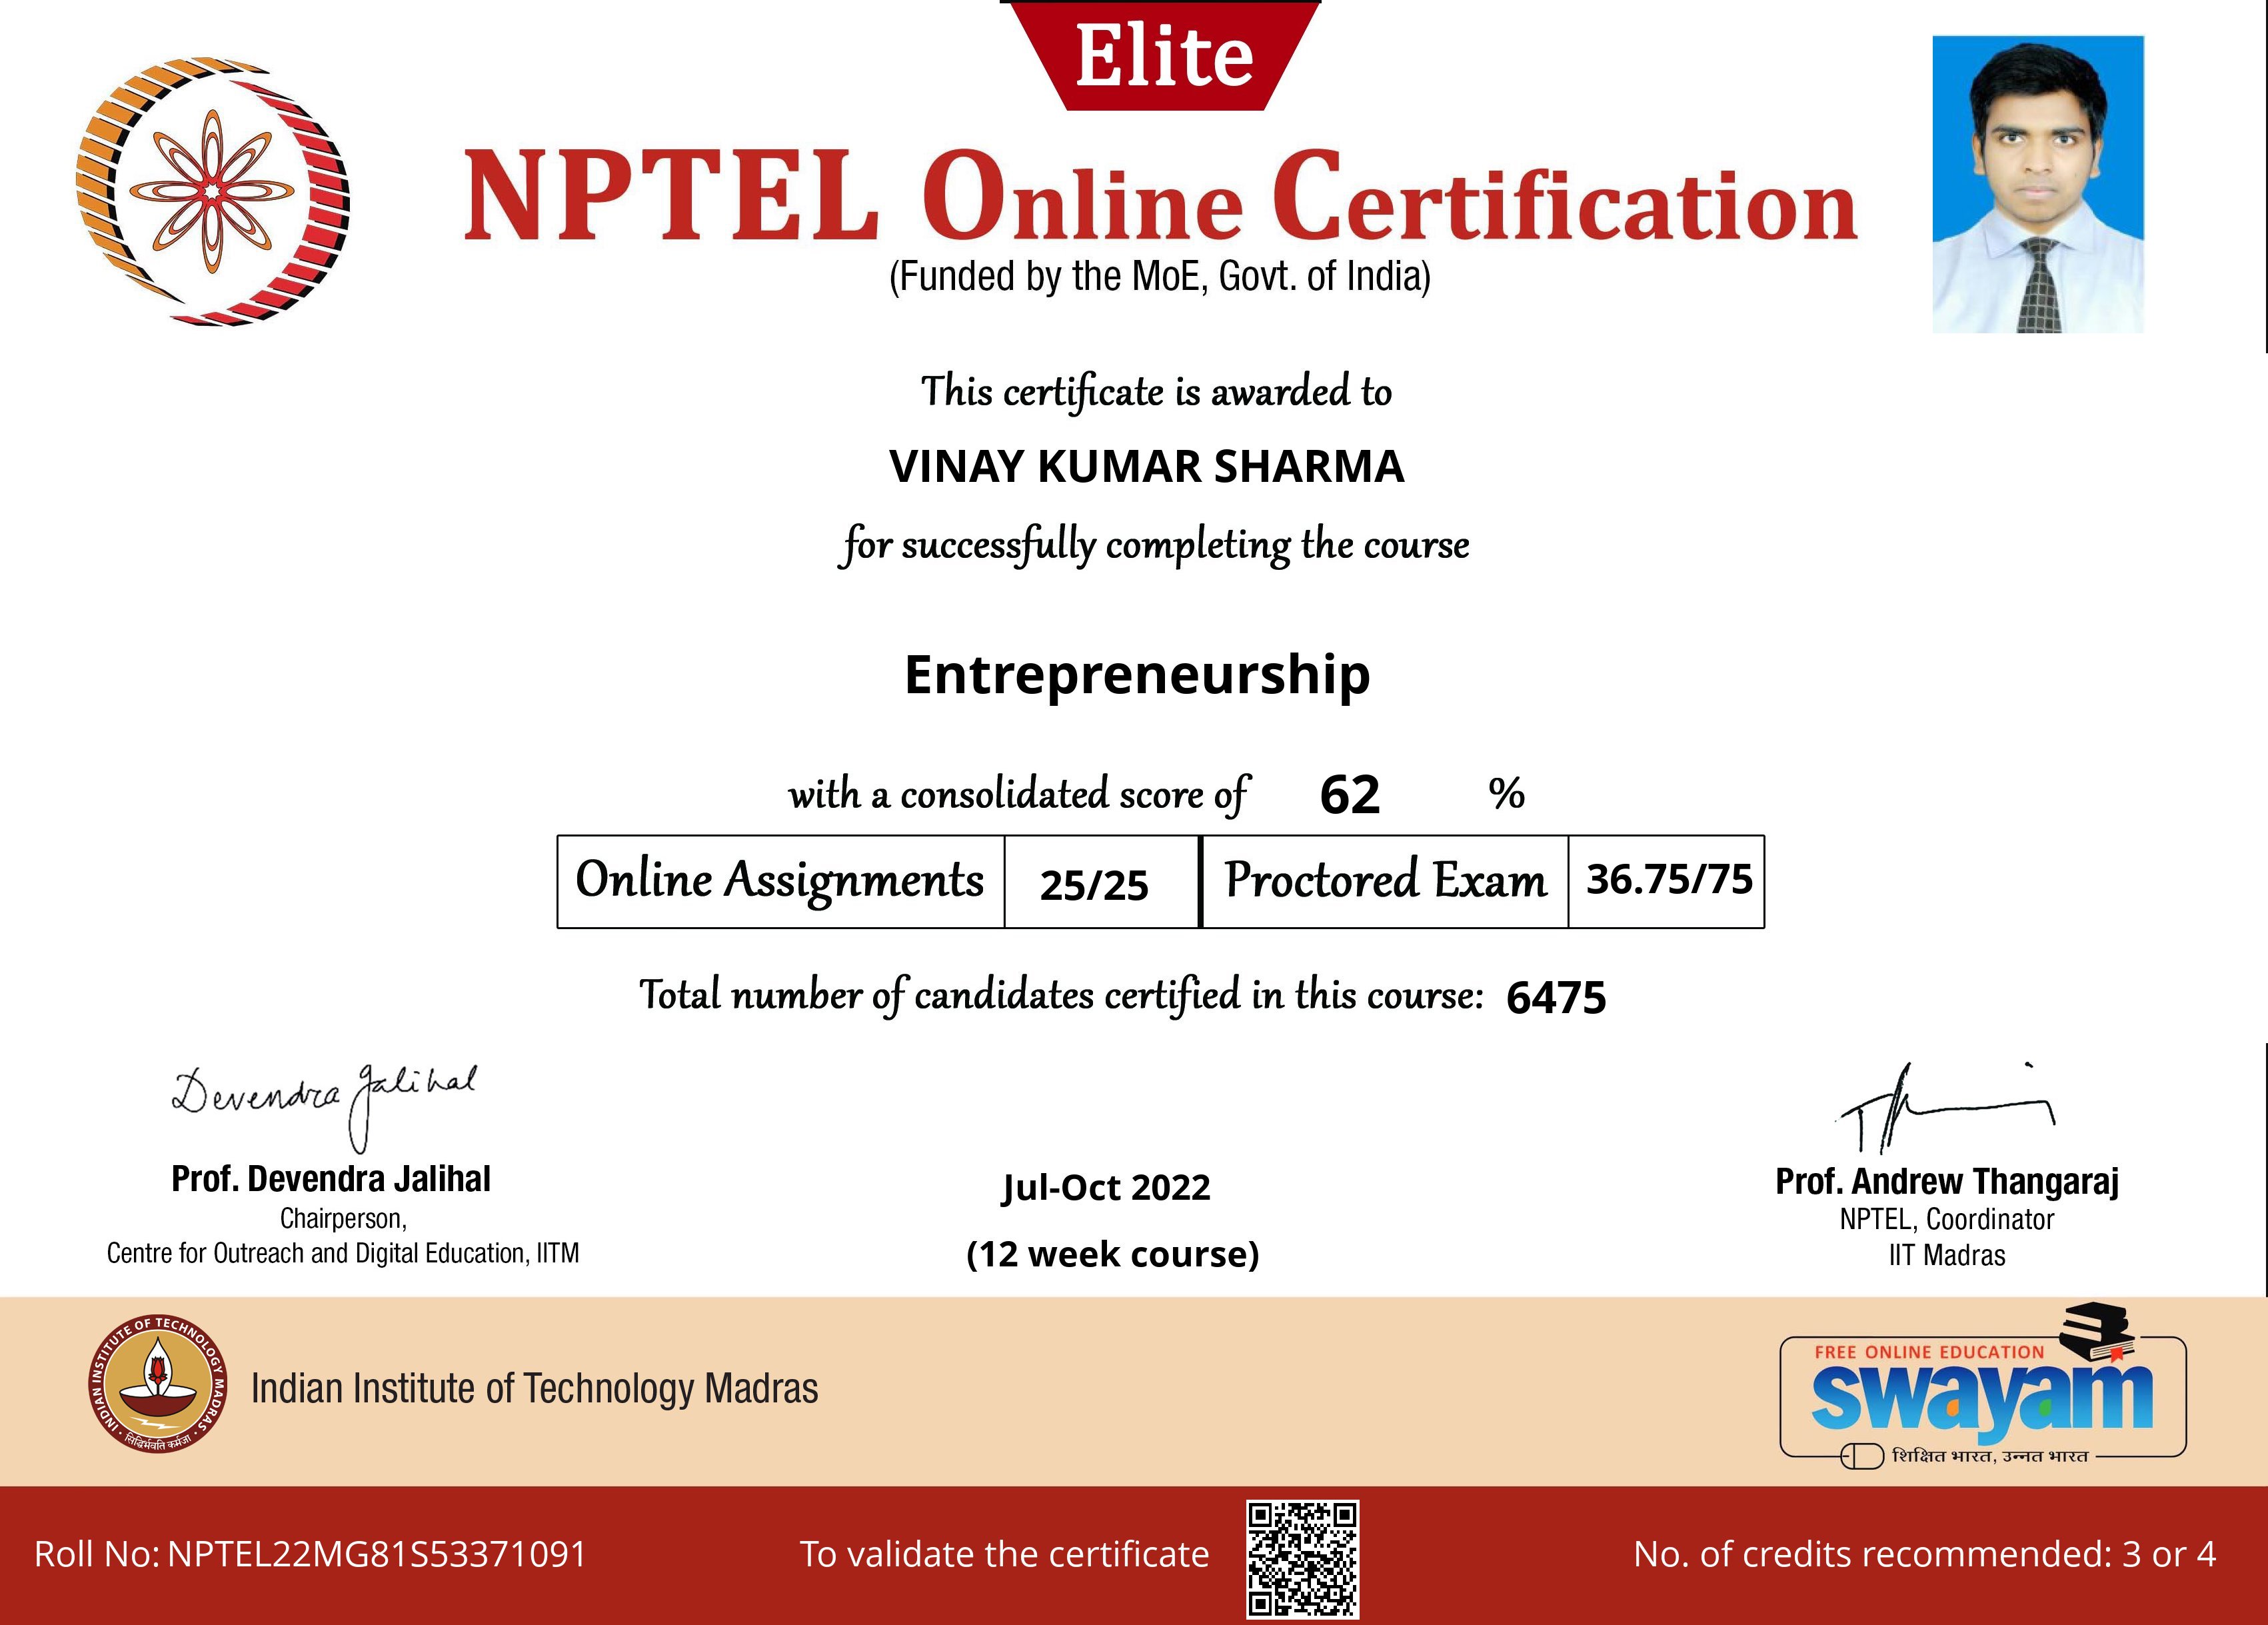 Elite
NPTEL Online Certification
(Funded by the MoE, Govt. of India)
This certificate is awarded to
VINAY KUMAR SHARMA
for successfully completing the course
Entrepreneurship
with a consolidated score of 62 %
Online Assignments 25/25 Proctored Exam 36.75/75
Total number of candidates certified in this course: 6475
Devendra Jalihal
Prof. Devendra Jalihal
Chairperson,
Centre for Outreach and Digital Education, IITM
Jul-Oct 2022
(12 week course)
Prof. Andrew Thangaraj
NPTEL, Coordinator
IIT Madras
INDIAN INSTITUTE OF TECHNOLOGY MADRAS
सिद्धिर्भवति कर्मजा
Indian Institute of Technology Madras
FREE ONLINE EDUCATION
swayam
शिक्षित भारत, उन्नत भारत
Roll No: NPTEL22MG81S53371091
To validate the certificate
No. of credits recommended: 3 or 4